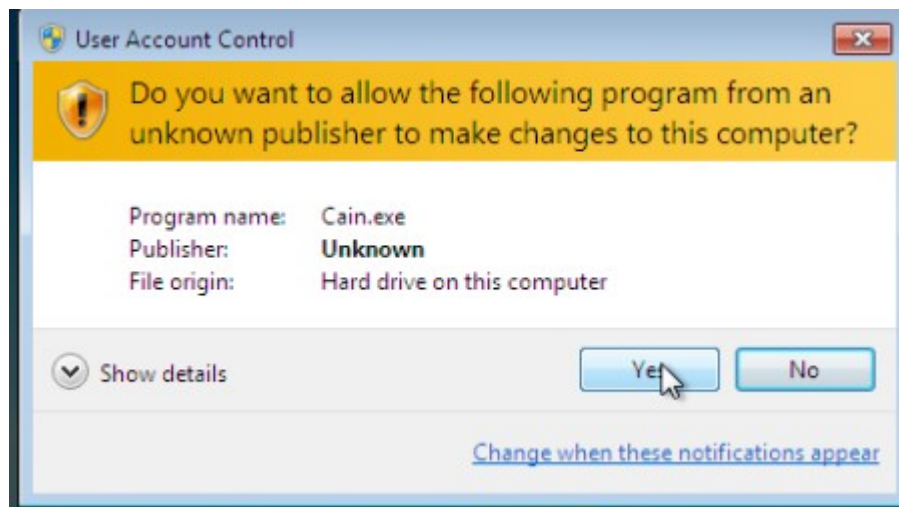 User Account Control
Do you want to allow the following program from an
unknown publisher to make changes to this computer?
Program name: Cain.exe
Publisher: Unknown
File origin: Hard drive on this computer
Show details
Yes
No
Change when these notifications appear